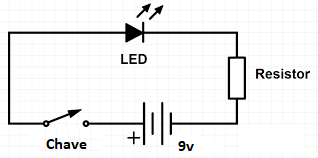 LED
Resistor
Chave
+
9v